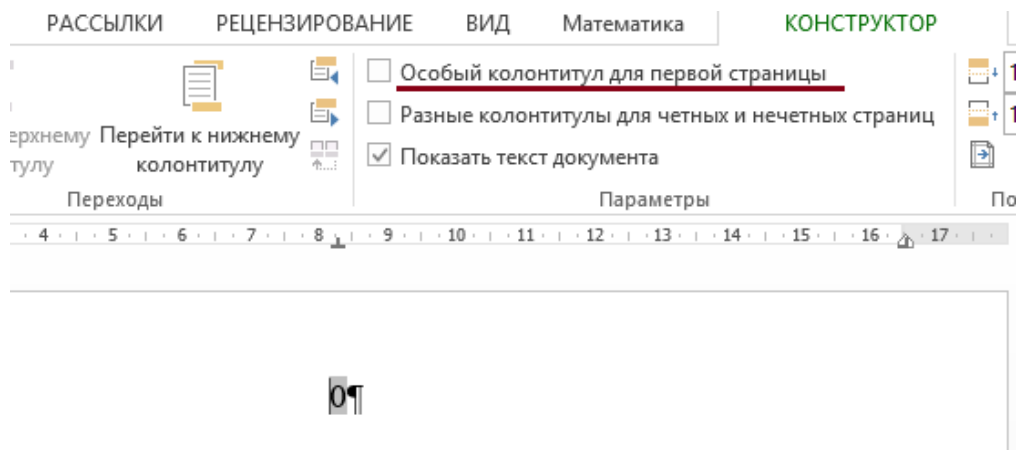 РАССЫЛКИ РЕЦЕНЗИРОВАНИЕ ВИД Математика КОНСТРУКТОР
Особый колонтитул для первой страницы
Разные колонтитулы для четных и нечетных страниц
Перейти к нижнему
колонтитулу
Показать текст документа
Переходы Параметры
4 5 6 7 8 9 10 11 12 13 14 15 16 17
0¶